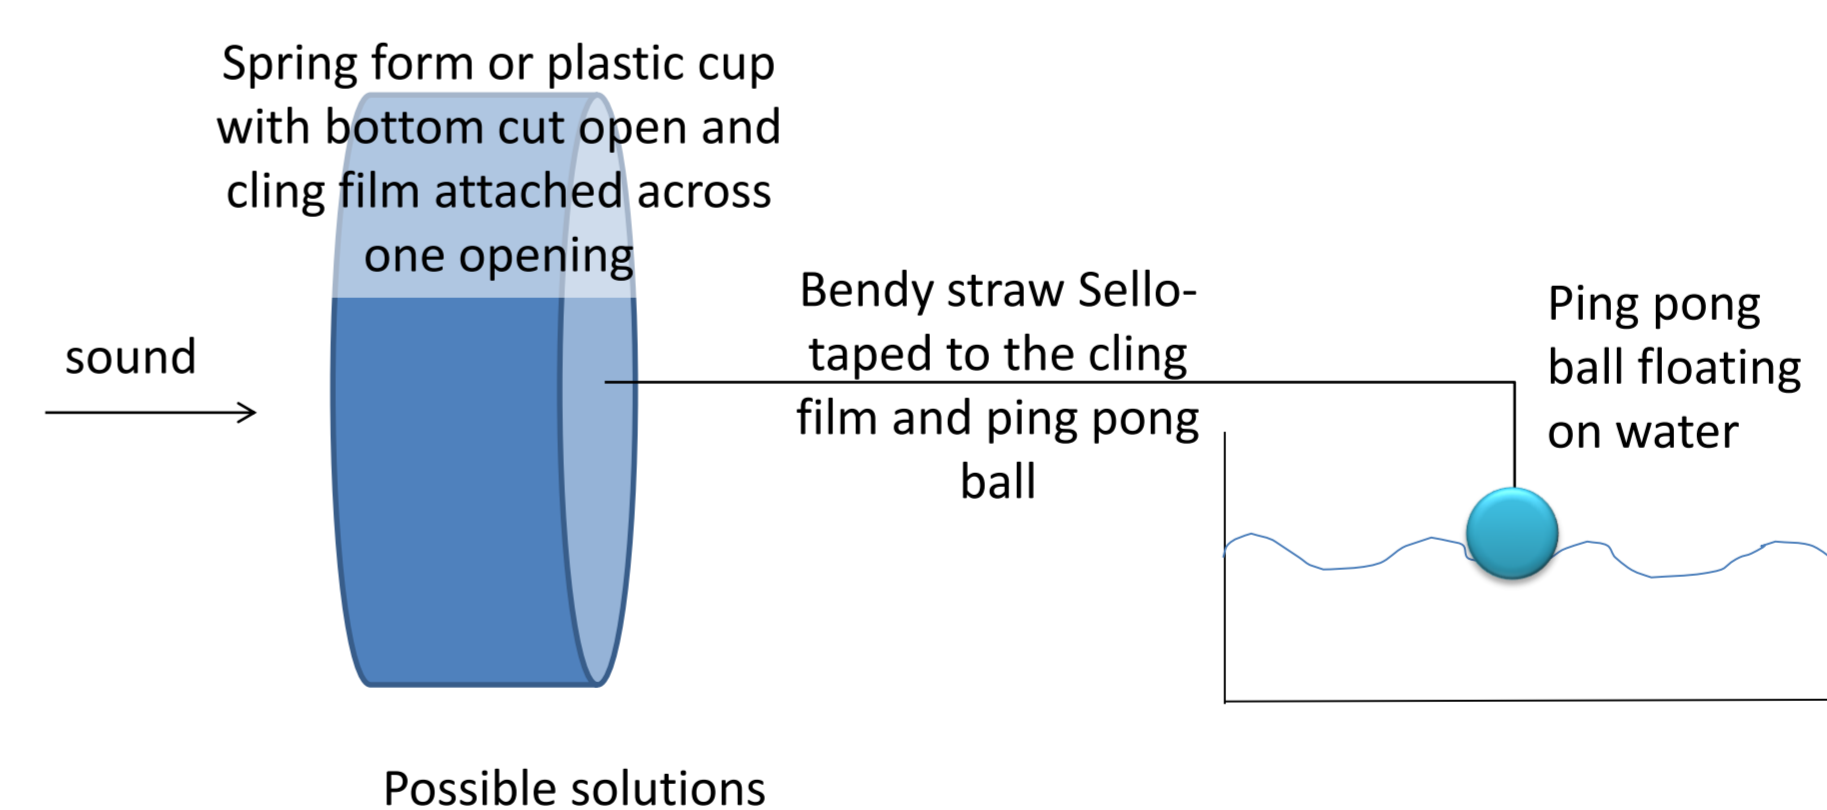 Spring form or plastic cup
with bottom cut open and
cling film attached across
one opening
sound
Bendy straw Sello-
taped to the cling
film and ping pong
ball
Ping pong
ball floating
on water
Possible solutions